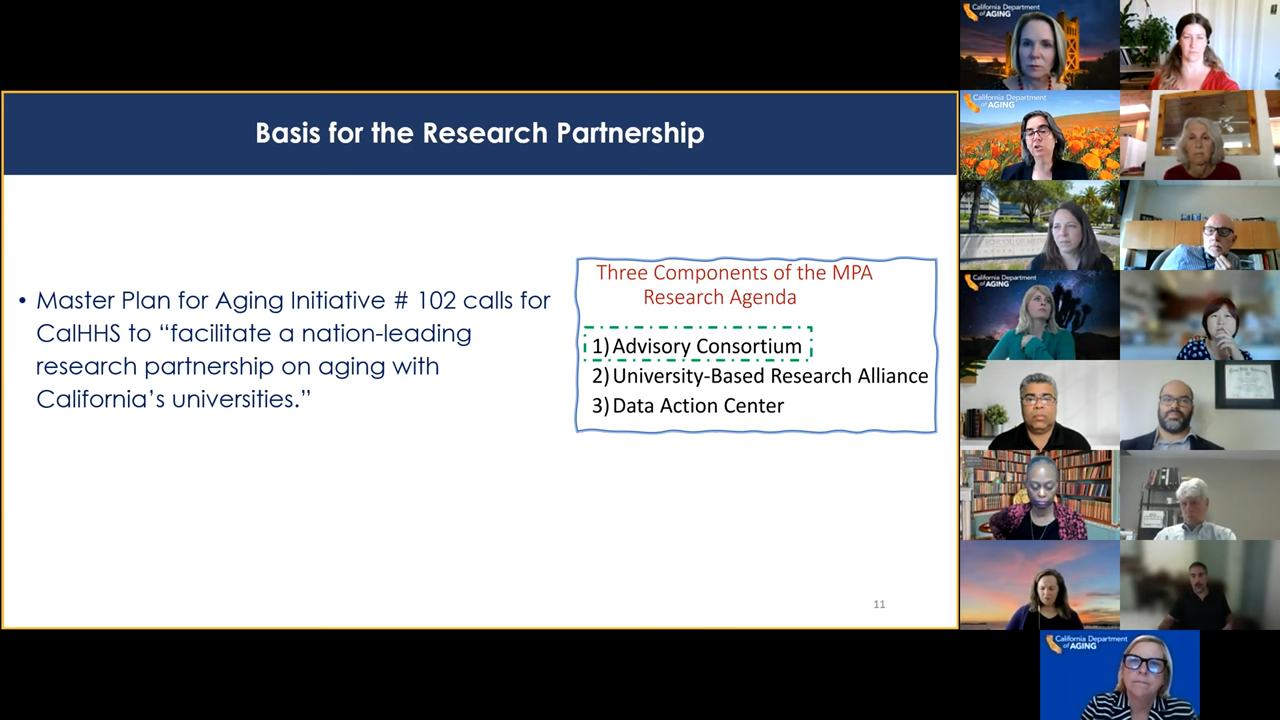 Basis for the Research Partnership
• Master Plan for Aging Initiative # 102 calls for
CalHHS to “facilitate a nation-leading
research partnership on aging with
California’s universities.”
Three Components of the MPA
Research Agenda
1) Advisory Consortium
2) University-Based Research Alliance
3) Data Action Center
11
California Department
of AGING
California Department
of AGING
SCHOOL OF MEDICINE
California Department
of AGING
California Department
of AGING